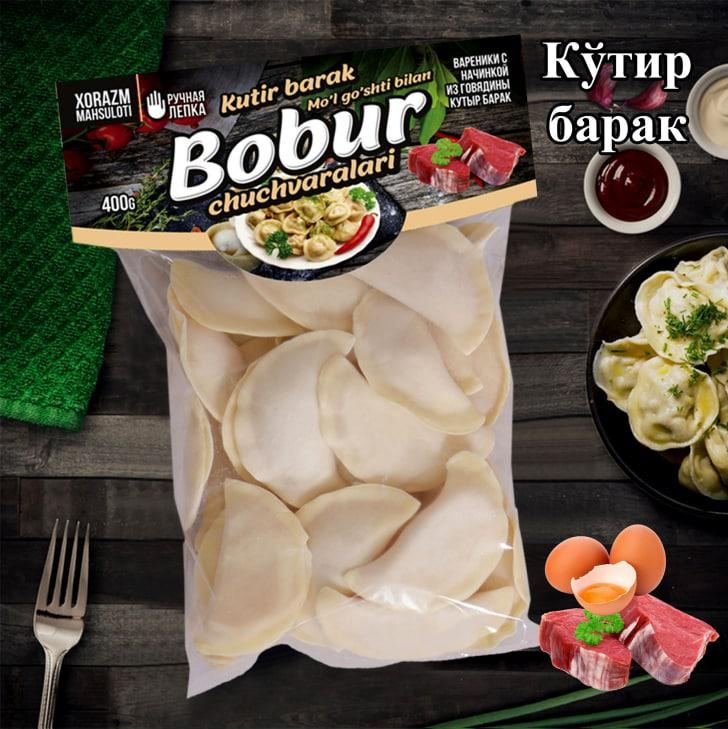 XORAZM
MAHSULOTI
РУЧНАЯ
ЛЕПКА
Kutir barak
Mo'l go'shti bilan
Bobur
chuchvaralari
400G
ВАРЕНИКИ С
НАЧИНКОЙ
ИЗ ГОВЯДИНЫ
КУТЫР БАРАК
Кўтир
барак